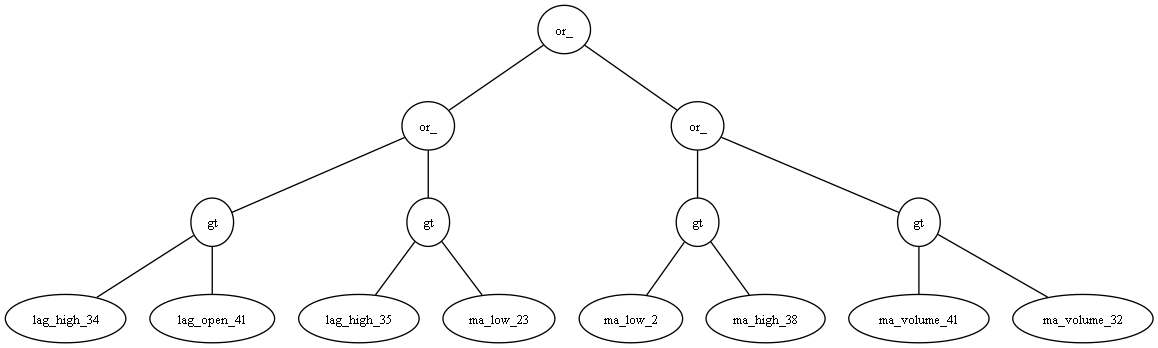 or_
or_
or_
gt
gt
gt
gt
lag_high_34
lag_open_41
lag_high_35
ma_low_23
ma_low_2
ma_high_38
ma_volume_41
ma_volume_32